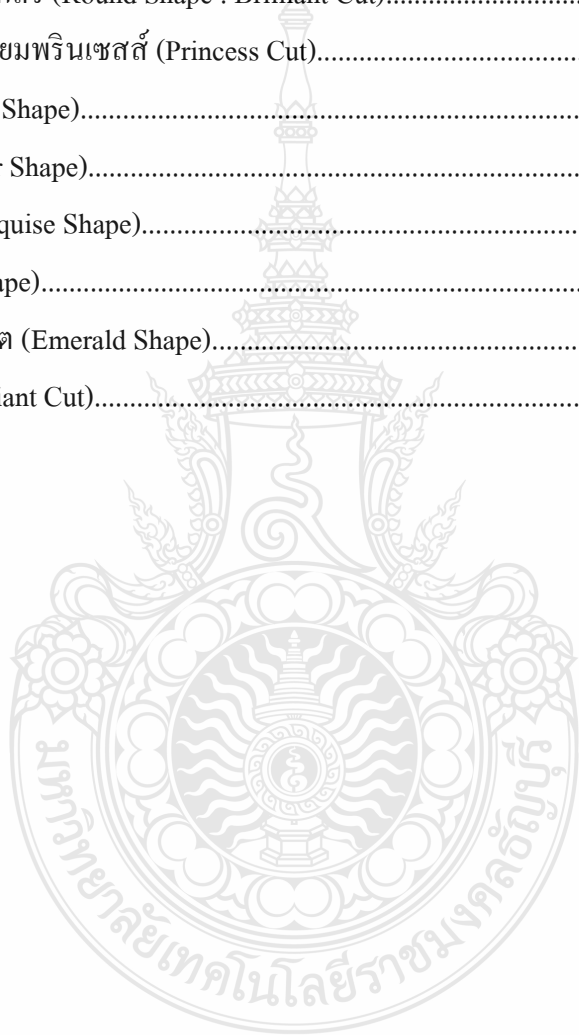 (Round Shape : Brilliant Cut)..............................
ยมพรินเซสส์ (Princess Cut)..........................................
Shape)................................................................................
Shape)..............................................................................
quise Shape)....................................................................
ape).......................................................................................
ต (Emerald Shape)..........................................................
iant Cut).............................................................................
มหาวิทยาลัยเทคโนโลยีราชมงคลธัญบุรี